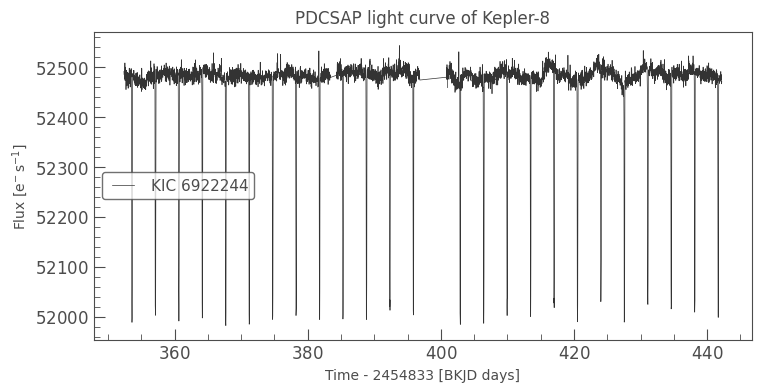 PDCSAP light curve of Kepler-8
52500
52400
52300
52200
52100
52000
Flux [e⁻ s⁻¹]
KIC 6922244
360 380 400 420 440
Time - 2454833 [BKJD days]